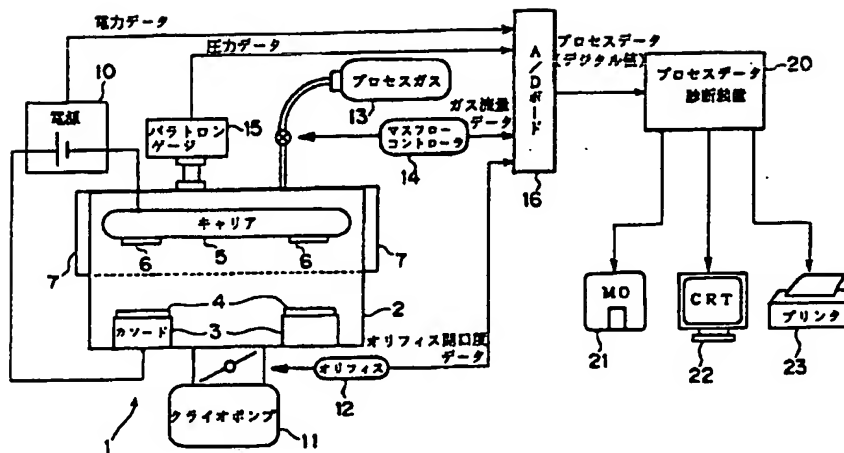 電力データ
圧力データ
10
電源
バラトロン
ゲージ
15
プロセスガス
13
ガス流量
データ
マスフロー
コントローラ
14
A/Dボード
16
プロセスデータ
(デジタル値)
プロセスデータ
診断装置
20
キャリア
5
6
6
7
7
4
カソード
3
2
オリフィス開口度
データ
オリフィス
12
クライオポンプ
11
1
MO
21
CRT
22
プリンタ
23